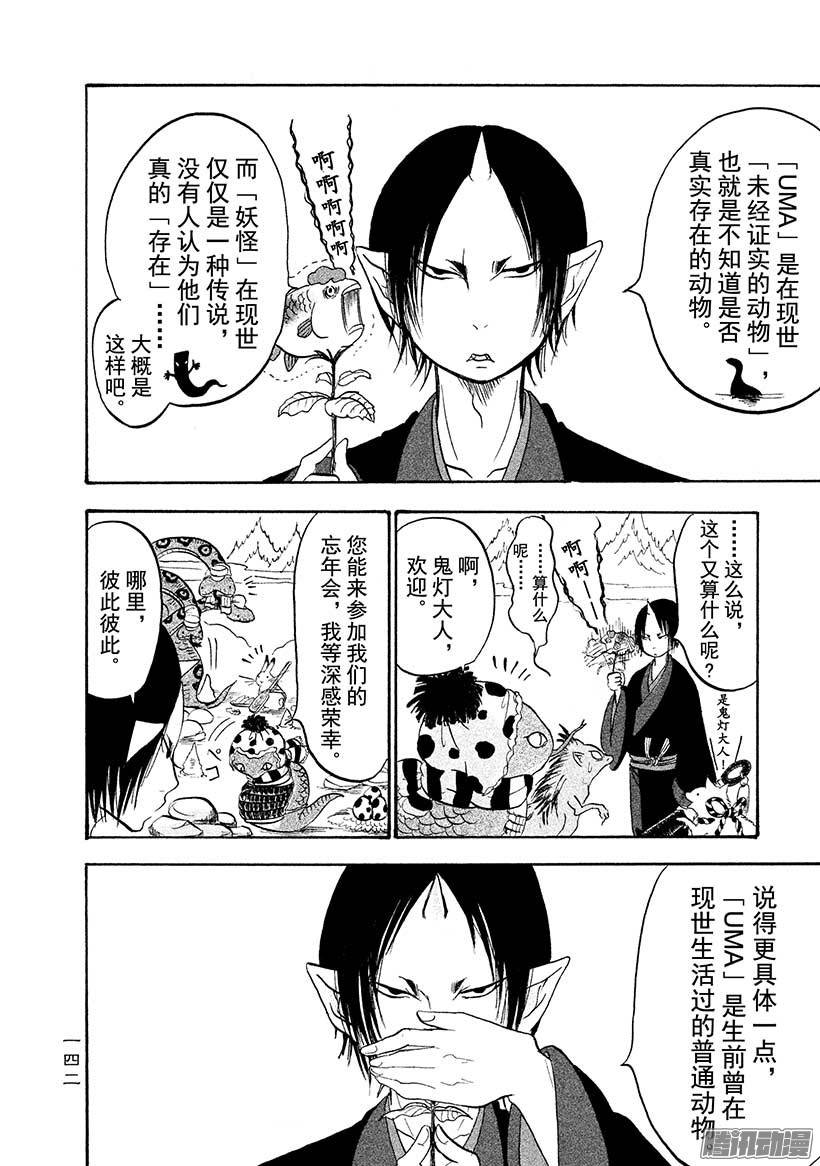 「UMA」是在现世
「未经证实的动物」，
也就是不知道是否
真实存在的动物。
啊啊啊啊啊
而「妖怪」在现世
仅仅是一种传说，
没有人认为他们
真的「存在」……
大概是
这样吧。
……这么说，
这个又算什么呢？
是鬼灯大人！
啊啊——
……算什么
呢……
啊，
鬼灯大人，
欢迎。
您能来参加我们的
忘年会，我等深感荣幸。
哪里，
彼此彼此。
说得更具体一点，
「UMA」是生前曾在
现世生活过的普通动物
一四二
腾讯动漫